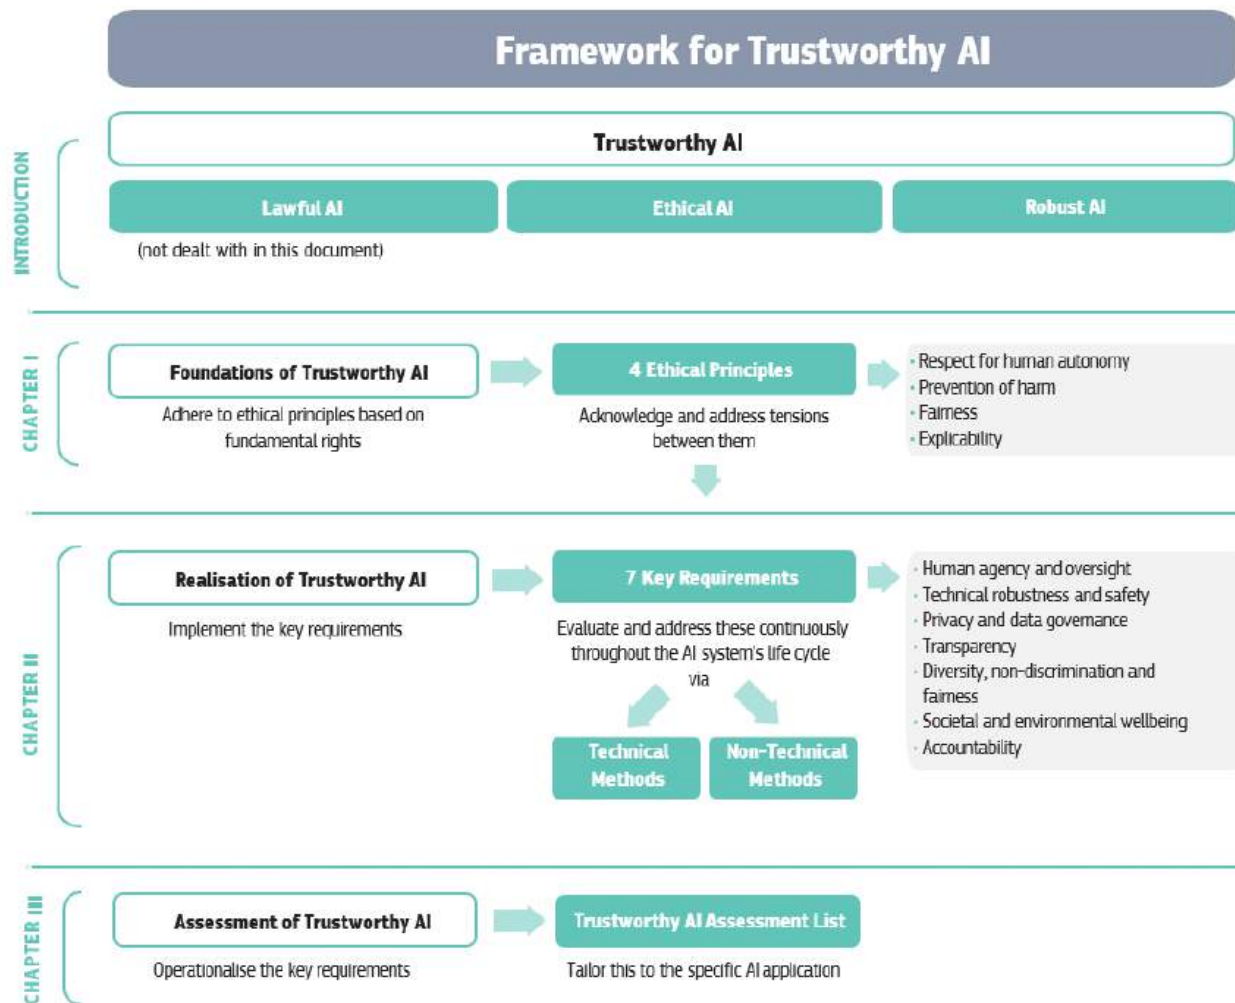 Framework for Trustworthy AI
INTRODUCTION
Trustworthy AI
Lawful AI
Ethical AI
Robust AI
(not dealt with in this document)
CHAPTER I
Foundations of Trustworthy AI
Adhere to ethical principles based on
fundamental rights
4 Ethical Principles
Acknowledge and address tensions
between them
· Respect for human autonomy
· Prevention of harm
· Fairness
· Explicability
CHAPTER II
Realisation of Trustworthy AI
Implement the key requirements
7 Key Requirements
Evaluate and address these continuously
throughout the AI system's life cycle
via
Technical
Methods
Non-Technical
Methods
· Human agency and oversight
· Technical robustness and safety
· Privacy and data governance
· Transparency
· Diversity, non-discrimination and
fairness
· Societal and environmental wellbeing
· Accountability
CHAPTER III
Assessment of Trustworthy AI
Operationalise the key requirements
Trustworthy AI Assessment List
Tailor this to the specific AI application